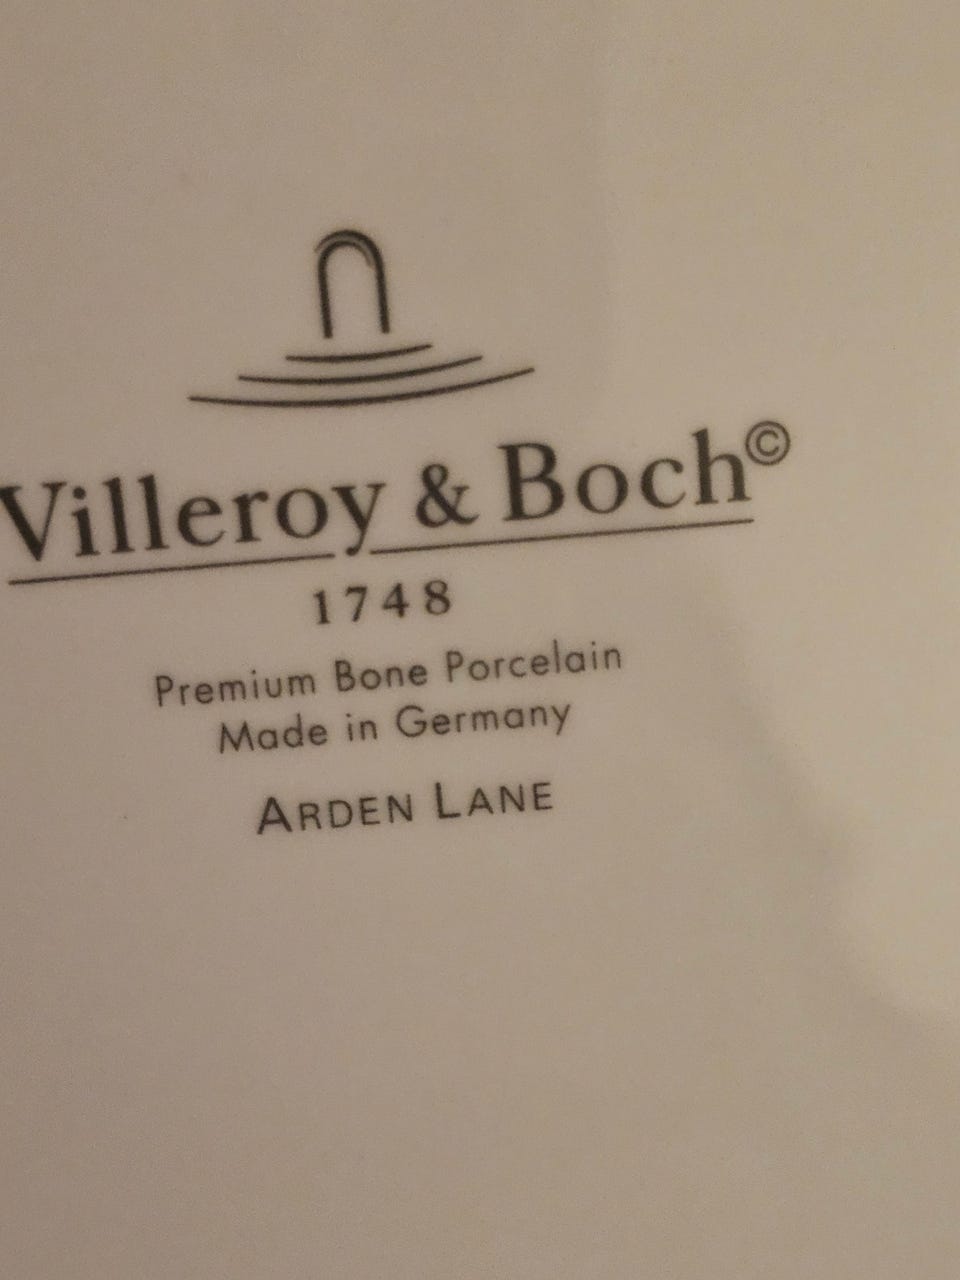 Villeroy & Boch©
1748
Premium Bone Porcelain
Made in Germany
ARDEN LANE